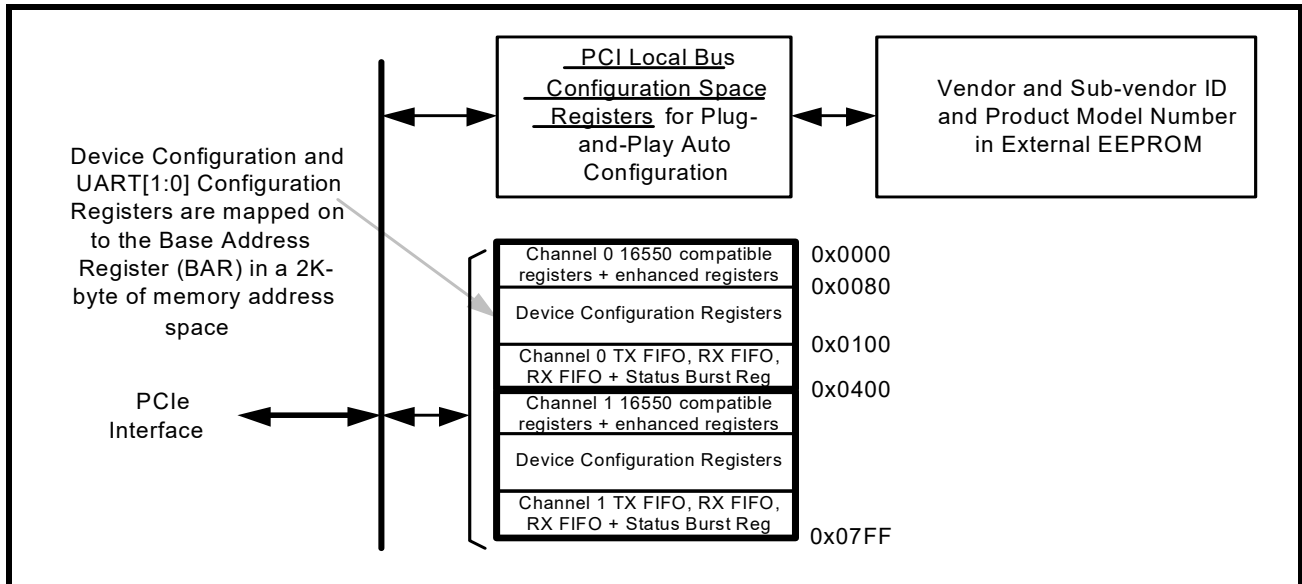 PCI Local Bus
Configuration Space
Registers for Plug-
and-Play Auto
Configuration
Vendor and Sub-vendor ID
and Product Model Number
in External EEPROM
Device Configuration and
UART[1:0] Configuration
Registers are mapped on
to the Base Address
Register (BAR) in a 2K-
byte of memory address
space
PCIe
Interface
Channel 0 16550 compatible
registers + enhanced registers
Device Configuration Registers
Channel 0 TX FIFO, RX FIFO,
RX FIFO + Status Burst Reg
Channel 1 16550 compatible
registers + enhanced registers
Device Configuration Registers
Channel 1 TX FIFO, RX FIFO,
RX FIFO + Status Burst Reg
0x0000
0x0080
0x0100
0x0400
0x07FF